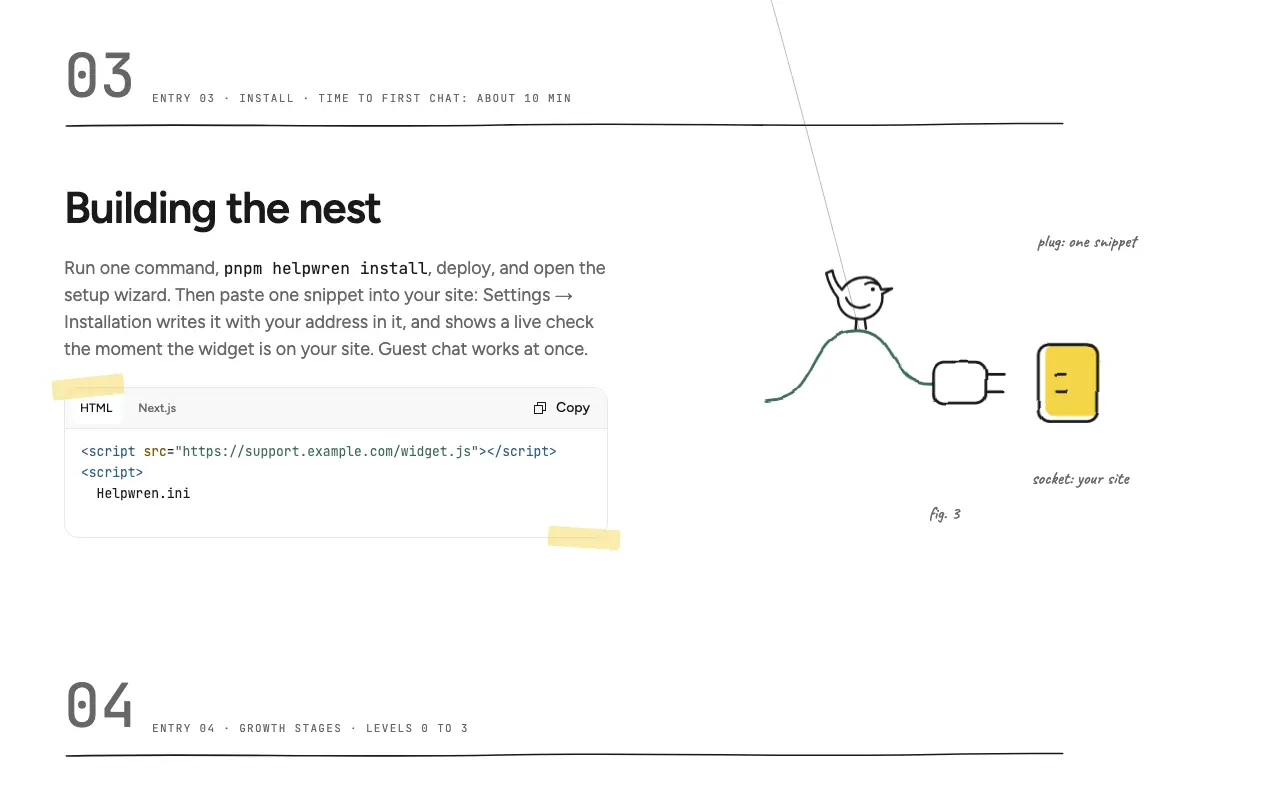 03
ENTRY 03 · INSTALL · TIME TO FIRST CHAT: ABOUT 10 MIN
Building the nest
Run one command, pnpm helpwren install, deploy, and open the
setup wizard. Then paste one snippet into your site: Settings →
Installation writes it with your address in it, and shows a live check
the moment the widget is on your site. Guest chat works at once.
HTML Next.js Copy
<script src="https://support.example.com/widget.js"></script>
<script>
  Helpwren.ini
plug: one snippet
socket: your site
fig. 3
04
ENTRY 04 · GROWTH STAGES · LEVELS 0 TO 3